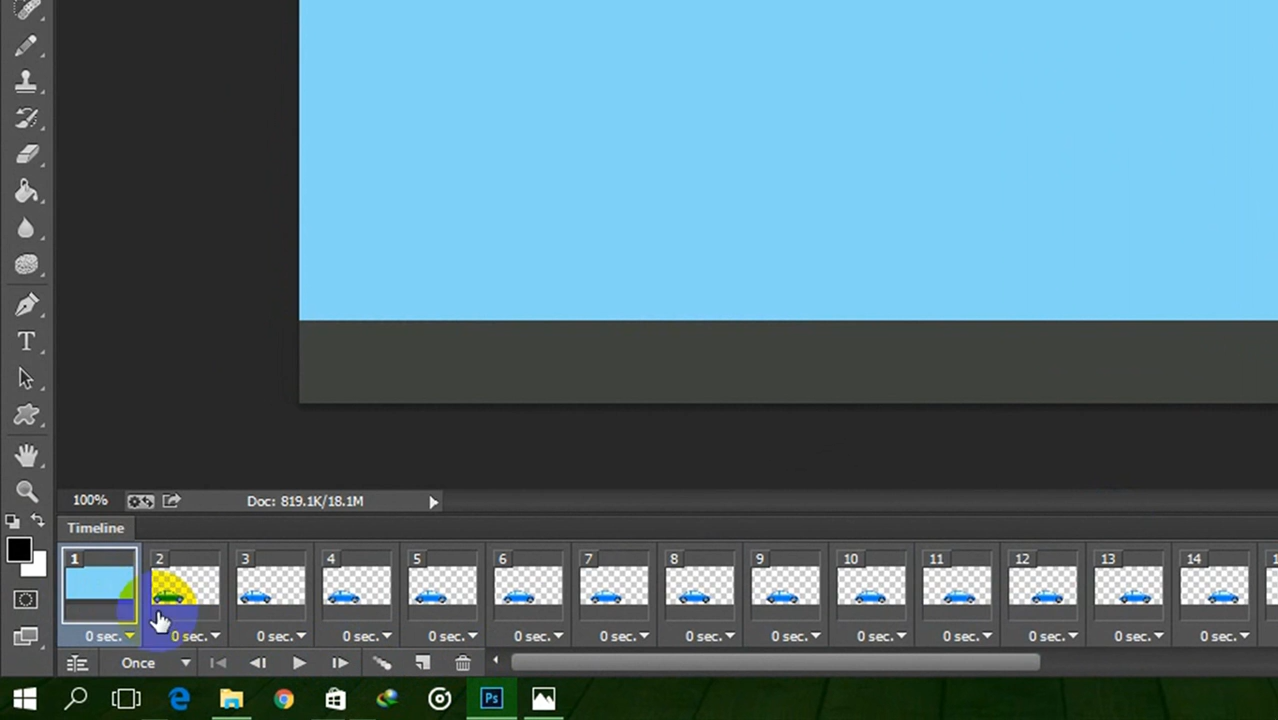 T
100%
Doc: 819.1K/18.1M
Timeline
1 2 3 4 5 6 7 8 9 10 11 12 13 14
0 sec. 0 sec. 0 sec. 0 sec. 0 sec. 0 sec. 0 sec. 0 sec. 0 sec. 0 sec. 0 sec. 0 sec. 0 sec. 0 sec.
Once
Ps